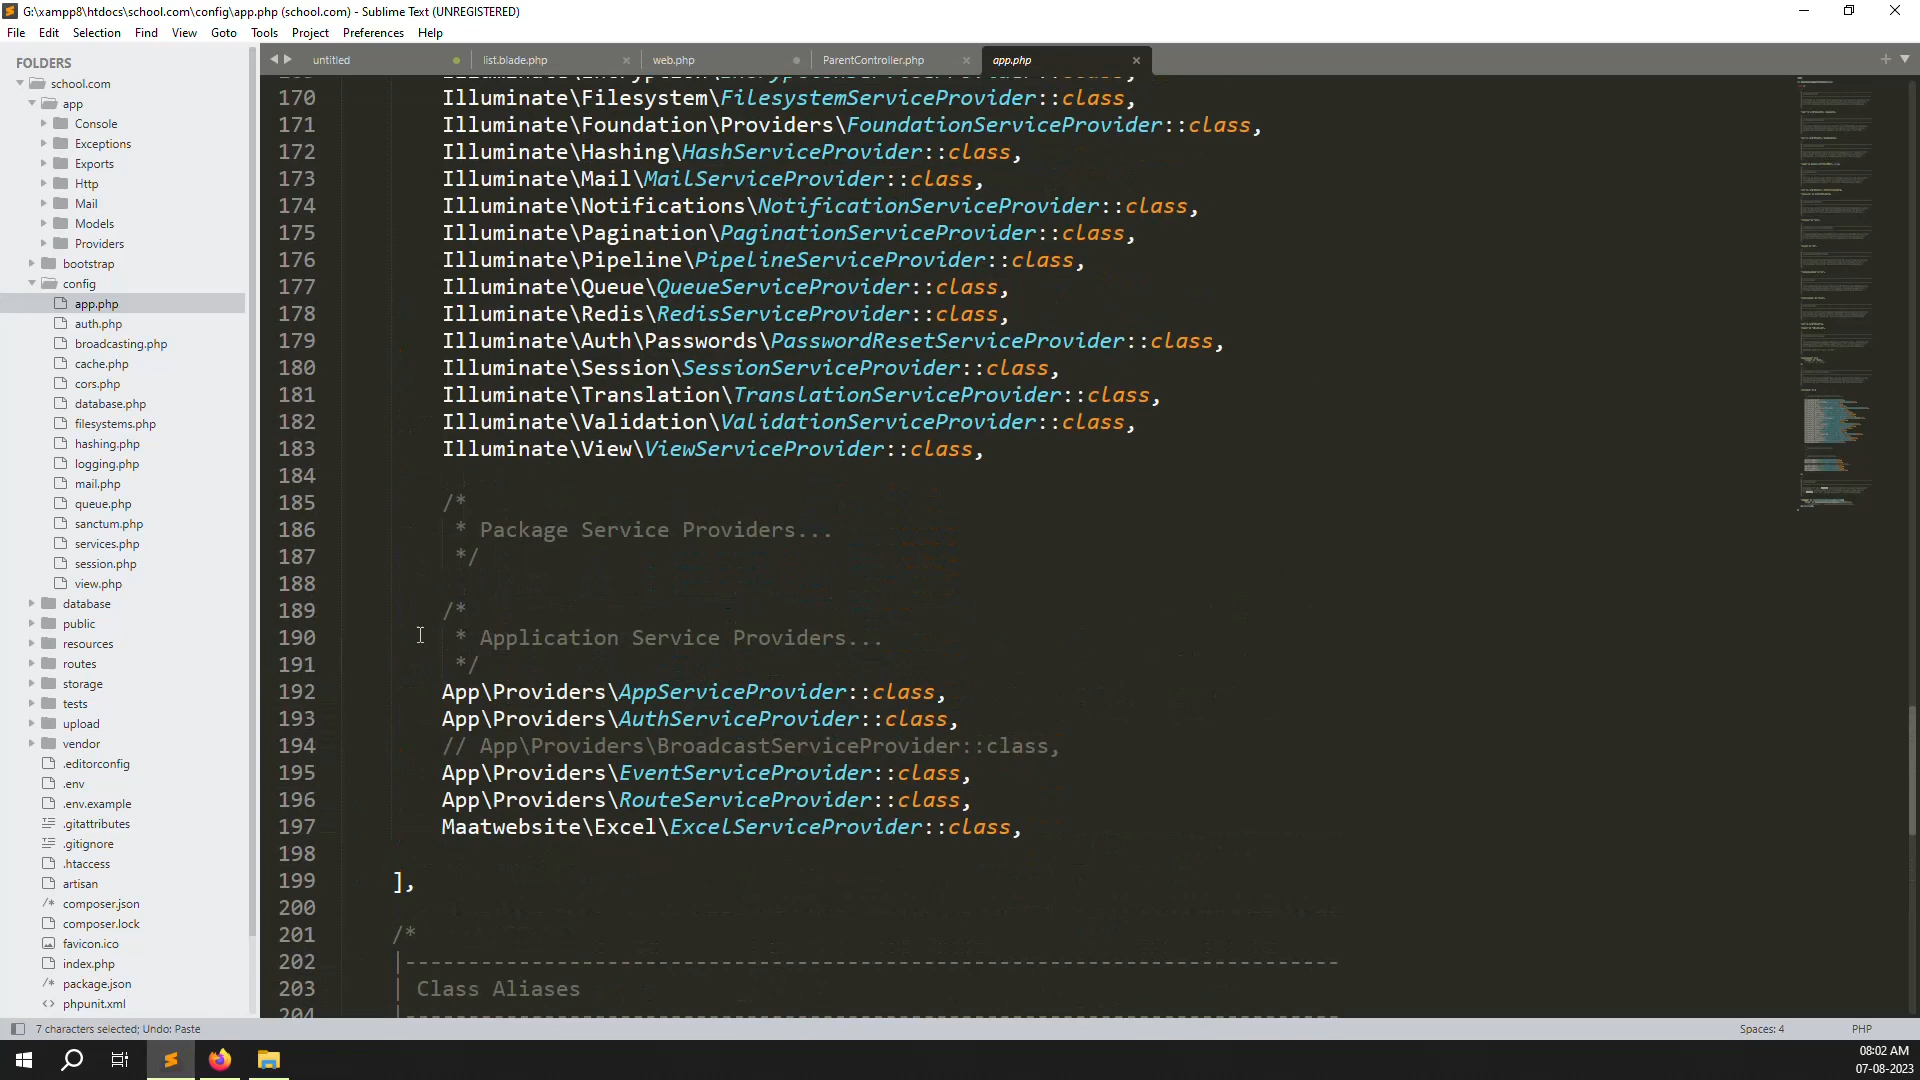 G:\xampp8\htdocs\school.com\config\app.php (school.com) - Sublime Text (UNREGISTERED)
File Edit Selection Find View Goto Tools Project Preferences Help
FOLDERS
school.com
app
Console
Exceptions
Exports
Http
Mail
Models
Providers
bootstrap
config
app.php
auth.php
broadcasting.php
cache.php
cors.php
database.php
filesystems.php
hashing.php
logging.php
mail.php
queue.php
sanctum.php
services.php
session.php
view.php
database
public
resources
routes
storage
tests
upload
vendor
.editorconfig
.env
.env.example
.gitattributes
.gitignore
.htaccess
artisan
composer.json
composer.lock
favicon.ico
index.php
package.json
phpunit.xml
untitled list.blade.php web.php ParentController.php app.php
170 Illuminate\Filesystem\FilesystemServiceProvider::class,
171 Illuminate\Foundation\Providers\FoundationServiceProvider::class,
172 Illuminate\Hashing\HashServiceProvider::class,
173 Illuminate\Mail\MailServiceProvider::class,
174 Illuminate\Notifications\NotificationServiceProvider::class,
175 Illuminate\Pagination\PaginationServiceProvider::class,
176 Illuminate\Pipeline\PipelineServiceProvider::class,
177 Illuminate\Queue\QueueServiceProvider::class,
178 Illuminate\Redis\RedisServiceProvider::class,
179 Illuminate\Auth\Passwords\PasswordResetServiceProvider::class,
180 Illuminate\Session\SessionServiceProvider::class,
181 Illuminate\Translation\TranslationServiceProvider::class,
182 Illuminate\Validation\ValidationServiceProvider::class,
183 Illuminate\View\ViewServiceProvider::class,
184
185 /*
186 * Package Service Providers...
187 */
188
189 /*
190 * Application Service Providers...
191 */
192 App\Providers\AppServiceProvider::class,
193 App\Providers\AuthServiceProvider::class,
194 // App\Providers\BroadcastServiceProvider::class,
195 App\Providers\EventServiceProvider::class,
196 App\Providers\RouteServiceProvider::class,
197 Maatwebsite\Excel\ExcelServiceProvider::class,
198
199 ],
200
201 /*
202 |--------------------------------------------------------------------------
203 | Class Aliases
204 |--------------------------------------------------------------------------
7 characters selected; Undo: Paste
Spaces: 4 PHP
08:02 AM
07-08-2023